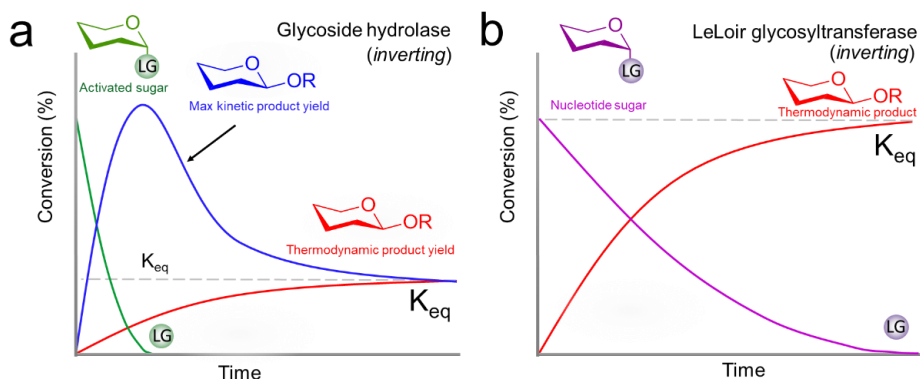 a
Glycoside hydrolase
(inverting)
O
LG
Activated sugar
O
OR
Max kinetic product yield
O
OR
Thermodynamic product yield
Keq
Keq
LG
Conversion (%)
Time
b
LeLoir glycosyltransferase
(inverting)
O
LG
Nucleotide sugar
O
OR
Thermodynamic product
Keq
LG
Conversion (%)
Time